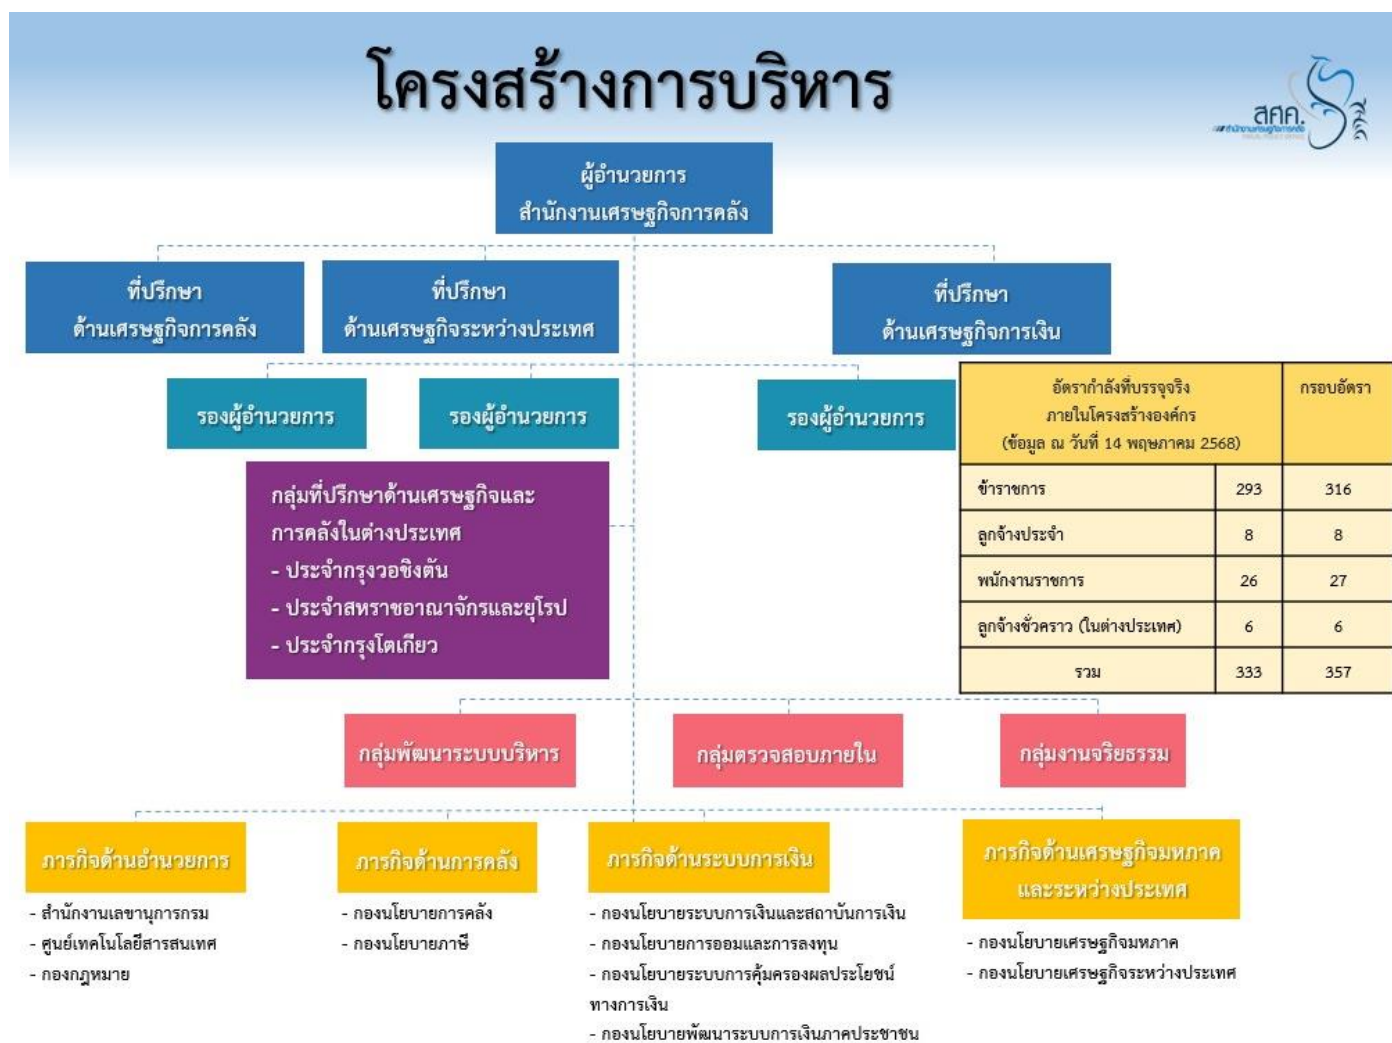 โครงสร้างการบริหาร
สศค.
สำนักงานเศรษฐกิจการคลัง
ผู้อำนวยการ
สำนักงานเศรษฐกิจการคลัง
ที่ปรึกษา
ด้านเศรษฐกิจการคลัง
ที่ปรึกษา
ด้านเศรษฐกิจระหว่างประเทศ
ที่ปรึกษา
ด้านเศรษฐกิจการเงิน
รองผู้อำนวยการ
รองผู้อำนวยการ
รองผู้อำนวยการ
อัตรากำลังที่บรรจุจริง
ภายในโครงสร้างองค์กร
(ข้อมูล ณ วันที่ 14 พฤษภาคม 2568)
กรอบอัตรา
ข้าราชการ 293 316
ลูกจ้างประจำ 8 8
พนักงานราชการ 26 27
ลูกจ้างชั่วคราว (ในต่างประเทศ) 6 6
รวม 333 357
กลุ่มที่ปรึกษาด้านเศรษฐกิจและ
การคลังในต่างประเทศ
- ประจำกรุงวอชิงตัน
- ประจำสหราชอาณาจักรและยุโรป
- ประจำกรุงโตเกียว
กลุ่มพัฒนาระบบบริหาร
กลุ่มตรวจสอบภายใน
กลุ่มงานจริยธรรม
ภารกิจด้านอำนวยการ
- สำนักงานเลขานุการกรม
- ศูนย์เทคโนโลยีสารสนเทศ
- กองกฎหมาย
ภารกิจด้านการคลัง
- กองนโยบายการคลัง
- กองนโยบายภาษี
ภารกิจด้านระบบการเงิน
- กองนโยบายระบบการเงินและสถาบันการเงิน
- กองนโยบายการออมและการลงทุน
- กองนโยบายระบบการคุ้มครองผลประโยชน์
ทางการเงิน
- กองนโยบายพัฒนาระบบการเงินภาคประชาชน
ภารกิจด้านเศรษฐกิจมหภาค
และระหว่างประเทศ
- กองนโยบายเศรษฐกิจมหภาค
- กองนโยบายเศรษฐกิจระหว่างประเทศ